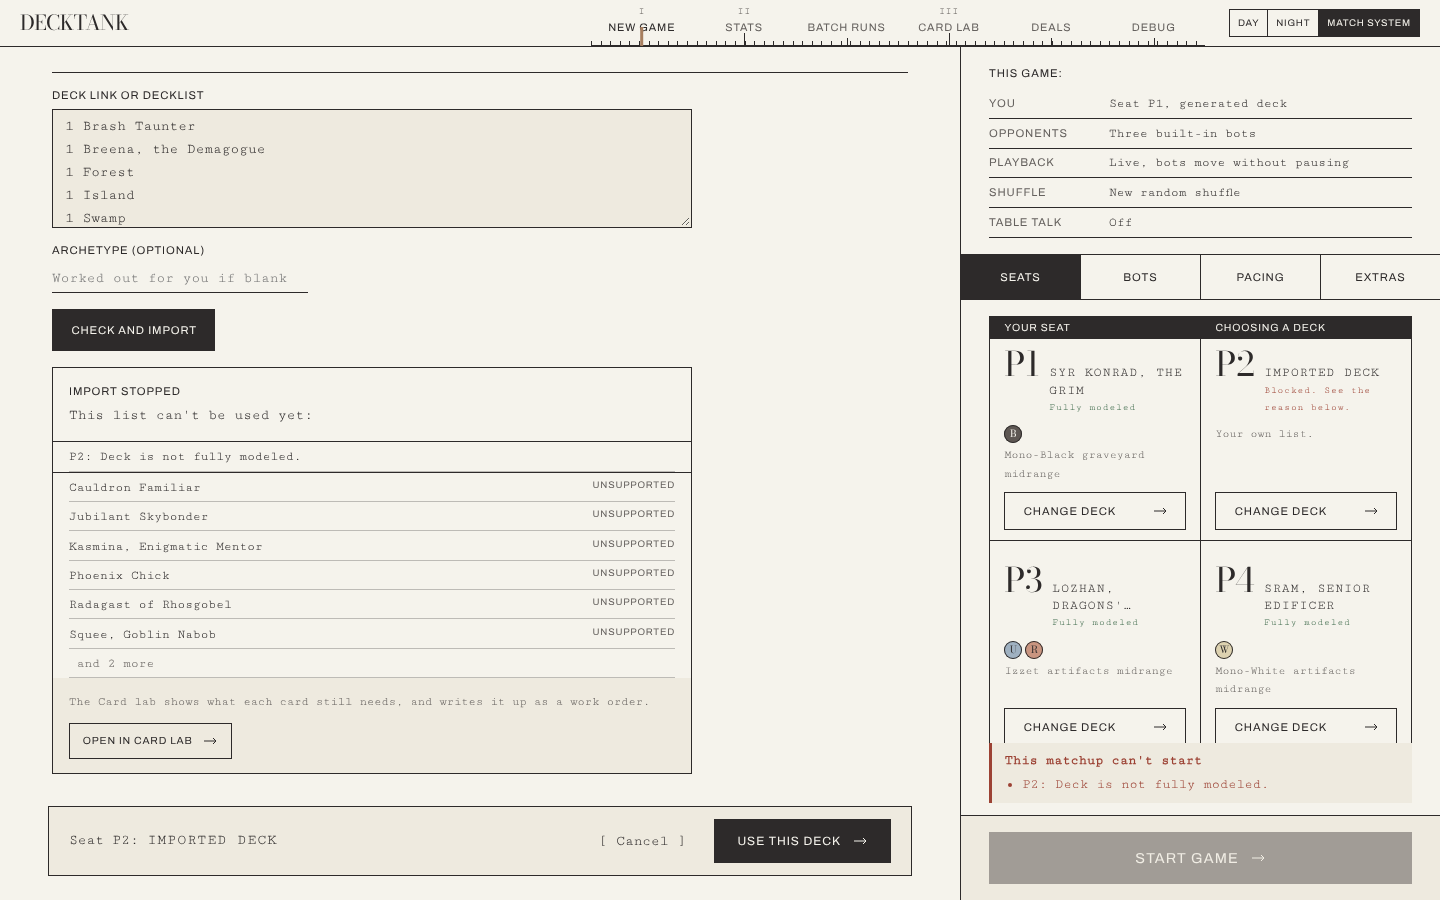 DECKTANK
I
NEW GAME
II
STATS
BATCH RUNS
III
CARD LAB
DEALS
DEBUG
DAY
NIGHT
MATCH SYSTEM
DECK LINK OR DECKLIST
1 Brash Taunter
1 Breena, the Demagogue
1 Forest
1 Island
1 Swamp
ARCHETYPE (OPTIONAL)
Worked out for you if blank
CHECK AND IMPORT
IMPORT STOPPED
This list can't be used yet:
P2: Deck is not fully modeled.
Cauldron Familiar UNSUPPORTED
Jubilant Skybonder UNSUPPORTED
Kasmina, Enigmatic Mentor UNSUPPORTED
Phoenix Chick UNSUPPORTED
Radagast of Rhosgobel UNSUPPORTED
Squee, Goblin Nabob UNSUPPORTED
and 2 more
The Card lab shows what each card still needs, and writes it up as a work order.
OPEN IN CARD LAB →
Seat P2: IMPORTED DECK
[ Cancel ]
USE THIS DECK →
THIS GAME:
YOU Seat P1, generated deck
OPPONENTS Three built-in bots
PLAYBACK Live, bots move without pausing
SHUFFLE New random shuffle
TABLE TALK Off
SEATS
BOTS
PACING
EXTRAS
YOUR SEAT
P1
SYR KONRAD, THE
GRIM
Fully modeled
B
Mono-Black graveyard
midrange
CHANGE DECK →
CHOOSING A DECK
P2
IMPORTED DECK
Blocked. See the
reason below.
Your own list.
CHANGE DECK →
P3
LOZHAN,
DRAGONS'…
Fully modeled
U R
Izzet artifacts midrange
CHANGE DECK →
P4
SRAM, SENIOR
EDIFICER
Fully modeled
W
Mono-White artifacts
midrange
CHANGE DECK →
This matchup can't start
• P2: Deck is not fully modeled.
START GAME →